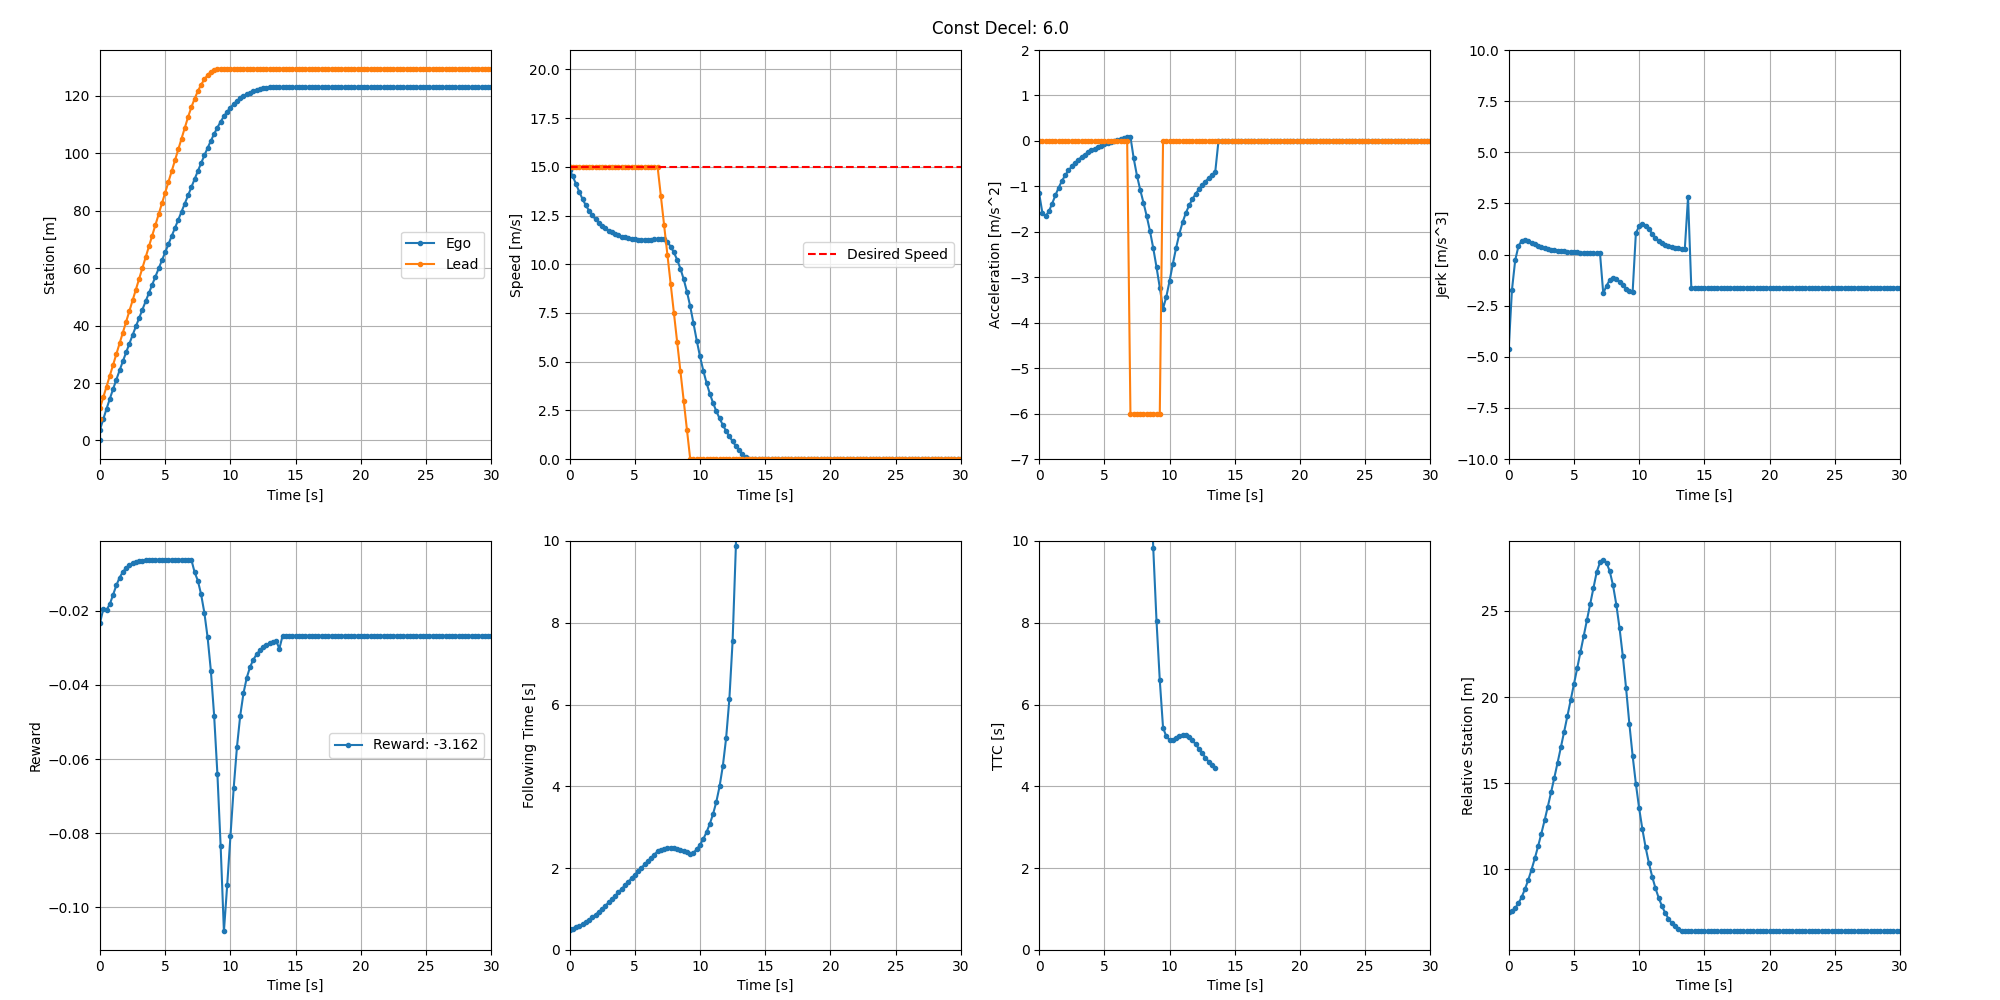 Const Decel: 6.0
Station [m]
120
100
80
60
40
20
0
Ego
Lead
0 5 10 15 20 25 30
Time [s]
Speed [m/s]
20.0
17.5
15.0
12.5
10.0
7.5
5.0
2.5
0.0
Desired Speed
0 5 10 15 20 25 30
Time [s]
Acceleration [m/s^2]
2
1
0
−1
−2
−3
−4
−5
−6
−7
0 5 10 15 20 25 30
Time [s]
Jerk [m/s^3]
10.0
7.5
5.0
2.5
0.0
−2.5
−5.0
−7.5
−10.0
0 5 10 15 20 25 30
Time [s]
Reward
−0.02
−0.04
−0.06
−0.08
−0.10
Reward: -3.162
0 5 10 15 20 25 30
Time [s]
Following Time [s]
10
8
6
4
2
0
0 5 10 15 20 25 30
Time [s]
TTC [s]
10
8
6
4
2
0
0 5 10 15 20 25 30
Time [s]
Relative Station [m]
25
20
15
10
0 5 10 15 20 25 30
Time [s]